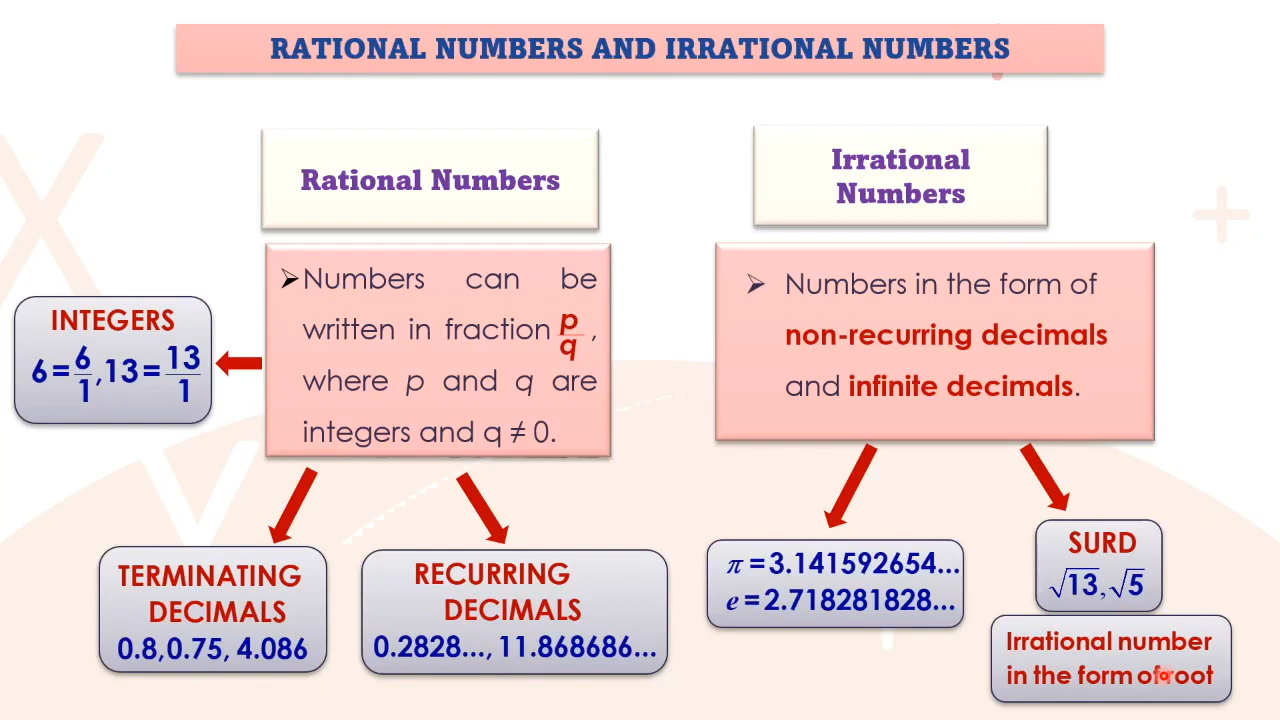 RATIONAL NUMBERS AND IRRATIONAL NUMBERS
Rational Numbers
➢Numbers can be
written in fraction p/q ,
where p and q are
integers and q ≠ 0.
INTEGERS
6 = 6/1 , 13 = 13/1
TERMINATING
DECIMALS
0.8,0.75, 4.086
RECURRING
DECIMALS
0.2828..., 11.868686...
Irrational
Numbers
➢ Numbers in the form of
non-recurring decimals
and infinite decimals.
π = 3.141592654...
e = 2.718281828...
SURD
√13, √5
Irrational number
in the form of root